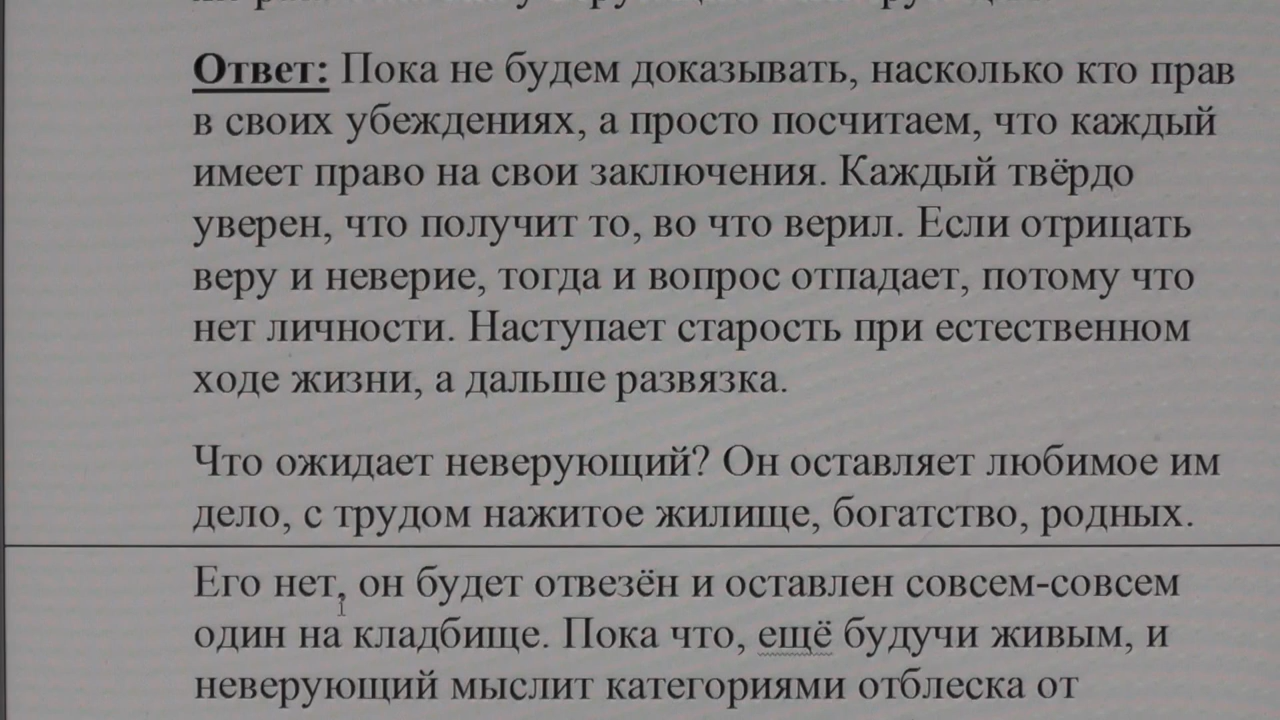 Ответ: Пока не будем доказывать, насколько кто прав
в своих убеждениях, а просто посчитаем, что каждый
имеет право на свои заключения. Каждый твёрдо
уверен, что получит то, во что верил. Если отрицать
веру и неверие, тогда и вопрос отпадает, потому что
нет личности. Наступает старость при естественном
ходе жизни, а дальше развязка.
Что ожидает неверующий? Он оставляет любимое им
дело, с трудом нажитое жилище, богатство, родных.
Его нет, он будет отвезён и оставлен совсем-совсем
один на кладбище. Пока что, ещё будучи живым, и
неверующий мыслит категориями отблеска от